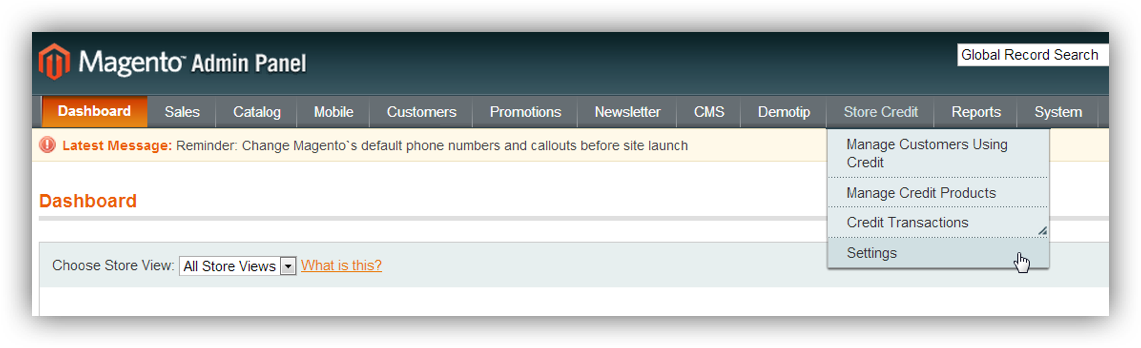 Magento™ Admin Panel
Global Record Search
Dashboard Sales Catalog Mobile Customers Promotions Newsletter CMS Demotip Store Credit Reports System
Latest Message: Reminder: Change Magento`s default phone numbers and callouts before site launch
Manage Customers Using
Credit
Manage Credit Products
Credit Transactions
Settings
Dashboard
Choose Store View: All Store Views What is this?